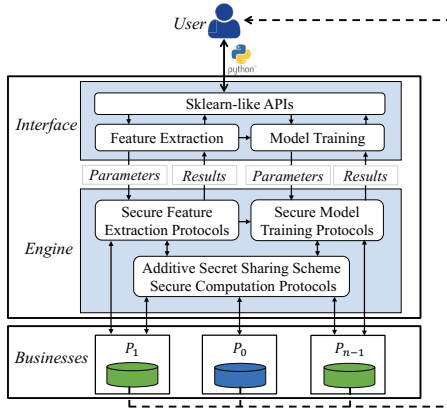 User
python
Sklearn-like APIs
Interface
Feature Extraction
Model Training
Parameters
Results
Parameters
Results
Secure Feature
Extraction Protocols
Secure Model
Training Protocols
Engine
Additive Secret Sharing Scheme
Secure Computation Protocols
Businesses
P₁
P₀
Pₙ₋₁